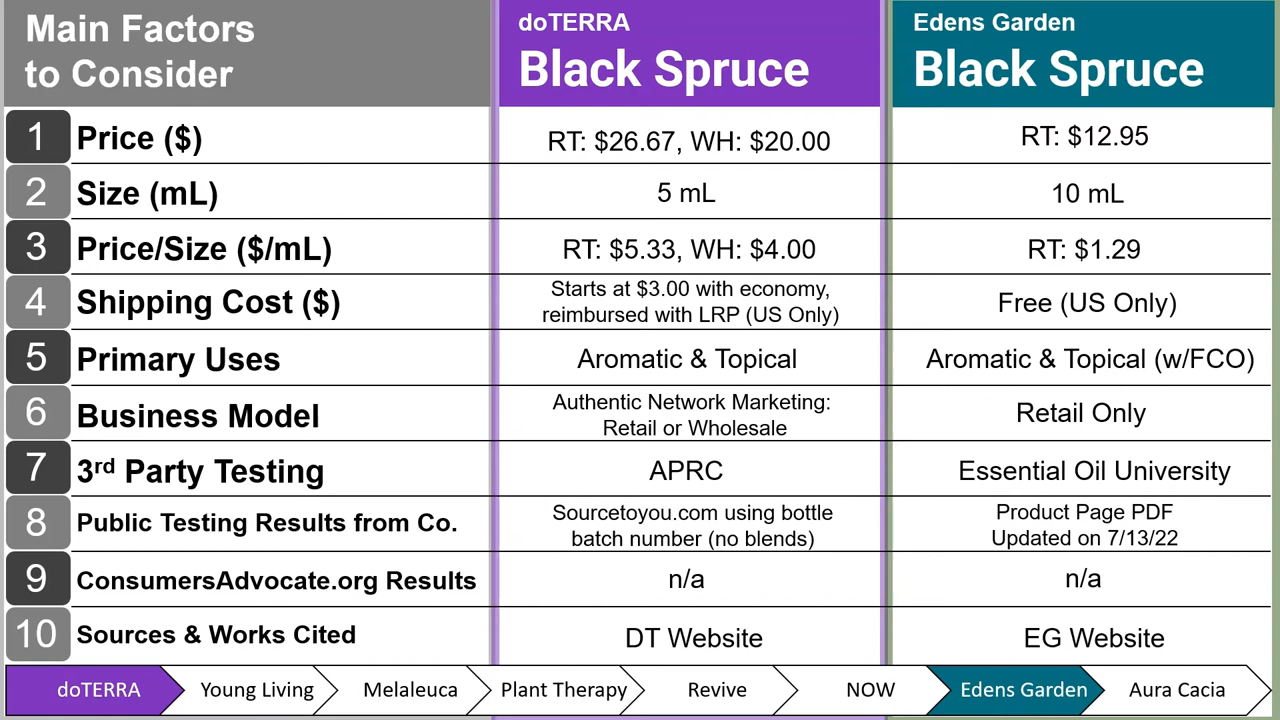 Main Factors
to Consider
doTERRA
Black Spruce
Edens Garden
Black Spruce
1 Price ($) RT: $26.67, WH: $20.00 RT: $12.95
2 Size (mL) 5 mL 10 mL
3 Price/Size ($/mL) RT: $5.33, WH: $4.00 RT: $1.29
4 Shipping Cost ($) Starts at $3.00 with economy,
reimbursed with LRP (US Only) Free (US Only)
5 Primary Uses Aromatic & Topical Aromatic & Topical (w/FCO)
6 Business Model Authentic Network Marketing:
Retail or Wholesale Retail Only
7 3rd Party Testing APRC Essential Oil University
8 Public Testing Results from Co. Sourcetoyou.com using bottle
batch number (no blends) Product Page PDF
Updated on 7/13/22
9 ConsumersAdvocate.org Results n/a n/a
10 Sources & Works Cited DT Website EG Website
doTERRA Young Living Melaleuca Plant Therapy Revive NOW Edens Garden Aura Cacia